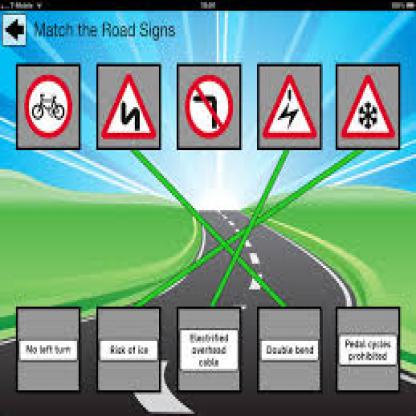 T-Mobile
Match the Road Signs
No left turn
Risk of ice
Electrified
overhead
cable
Double bend
Pedal cycles
prohibited